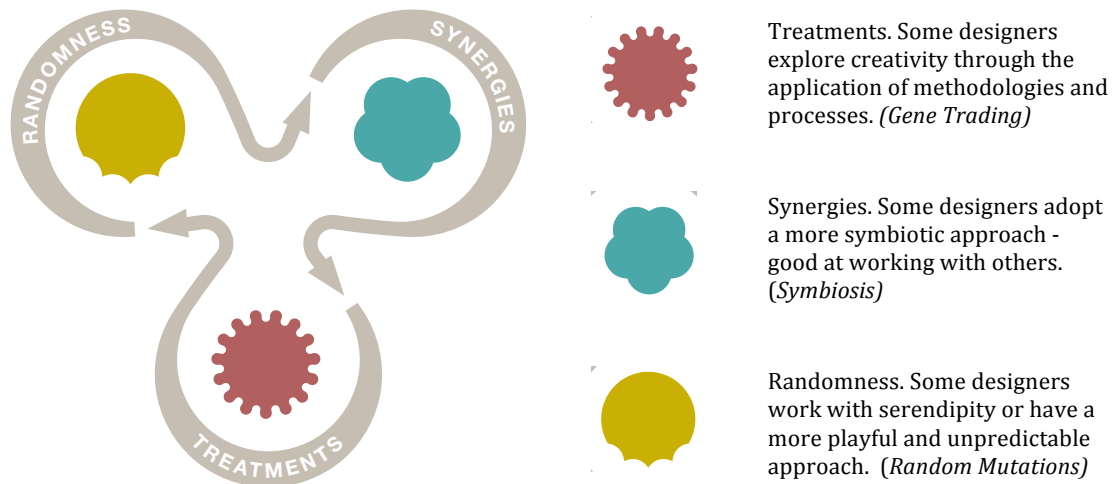 RANDOMNESS
SYNERGIES
TREATMENTS
Treatments. Some designers
explore creativity through the
application of methodologies and
processes. (Gene Trading)
Synergies. Some designers adopt
a more symbiotic approach -
good at working with others.
(Symbiosis)
Randomness. Some designers
work with serendipity or have a
more playful and unpredictable
approach.  (Random Mutations)